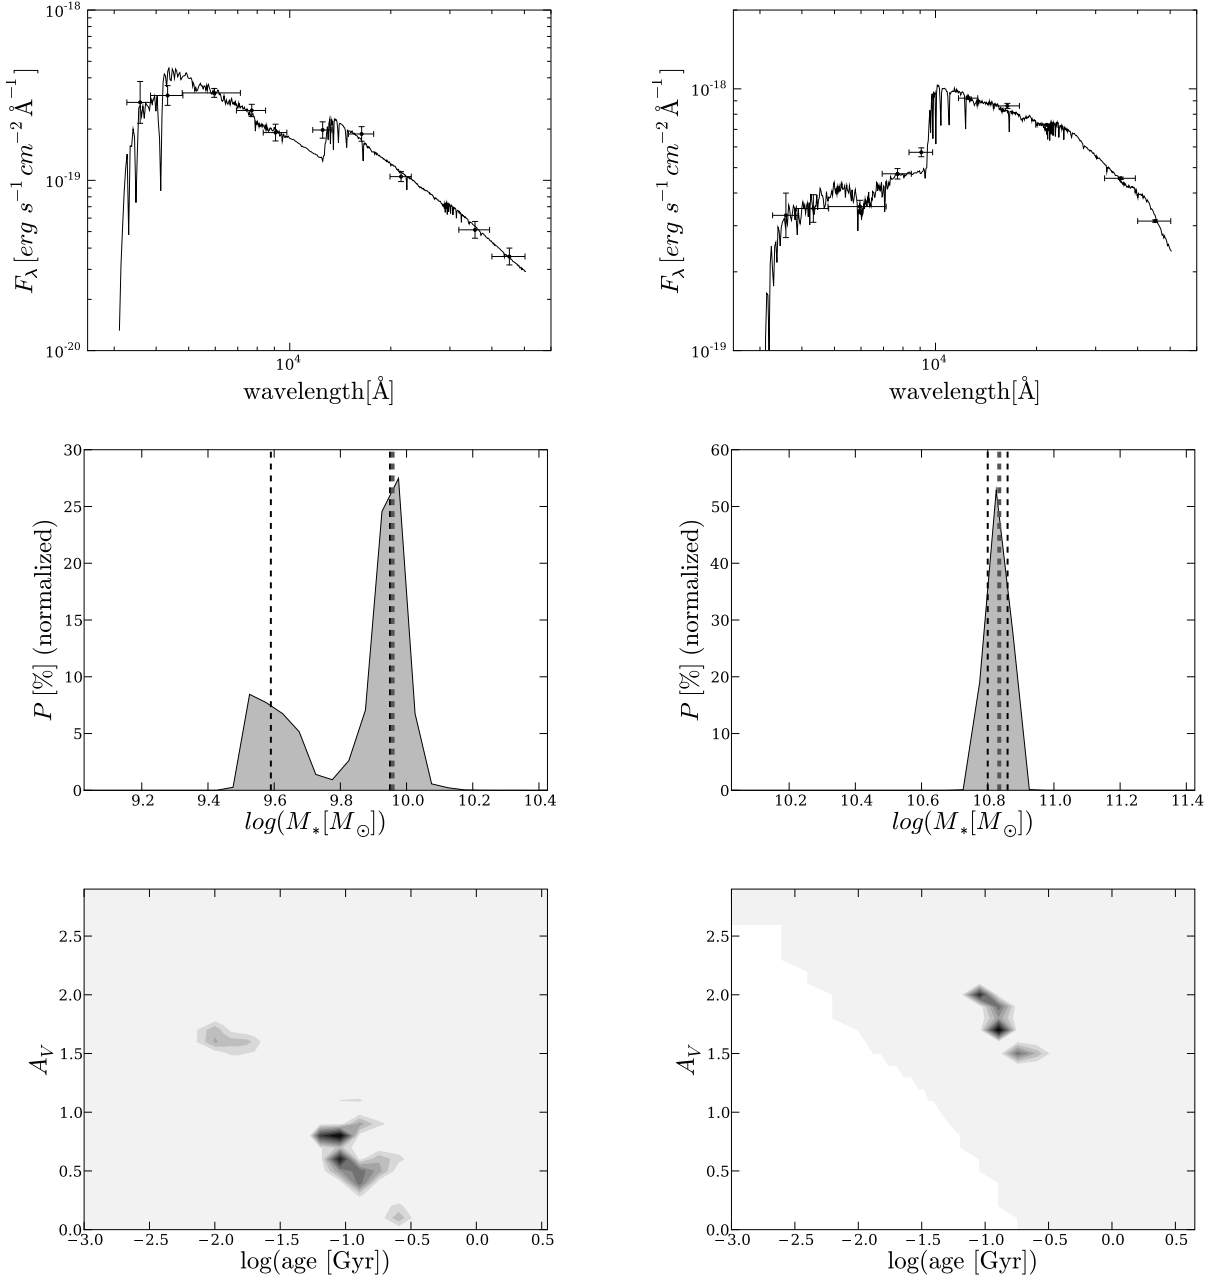 10⁻¹⁸
10⁻¹⁹
10⁻²⁰
F_λ [erg s⁻¹ cm⁻² Å⁻¹]
10⁴
wavelength[Å]
10⁻¹⁸
10⁻¹⁹
F_λ [erg s⁻¹ cm⁻² Å⁻¹]
10⁴
wavelength[Å]
30
25
20
15
10
5
0
P [%] (normalized)
9.2 9.4 9.6 9.8 10.0 10.2 10.4
log(M_*[M_⊙])
60
50
40
30
20
10
0
P [%] (normalized)
10.2 10.4 10.6 10.8 11.0 11.2 11.4
log(M_*[M_⊙])
2.5
2.0
1.5
1.0
0.5
0.0
A_V
−3.0 −2.5 −2.0 −1.5 −1.0 −0.5 0.0 0.5
log(age [Gyr])
2.5
2.0
1.5
1.0
0.5
0.0
A_V
−3.0 −2.5 −2.0 −1.5 −1.0 −0.5 0.0 0.5
log(age [Gyr])